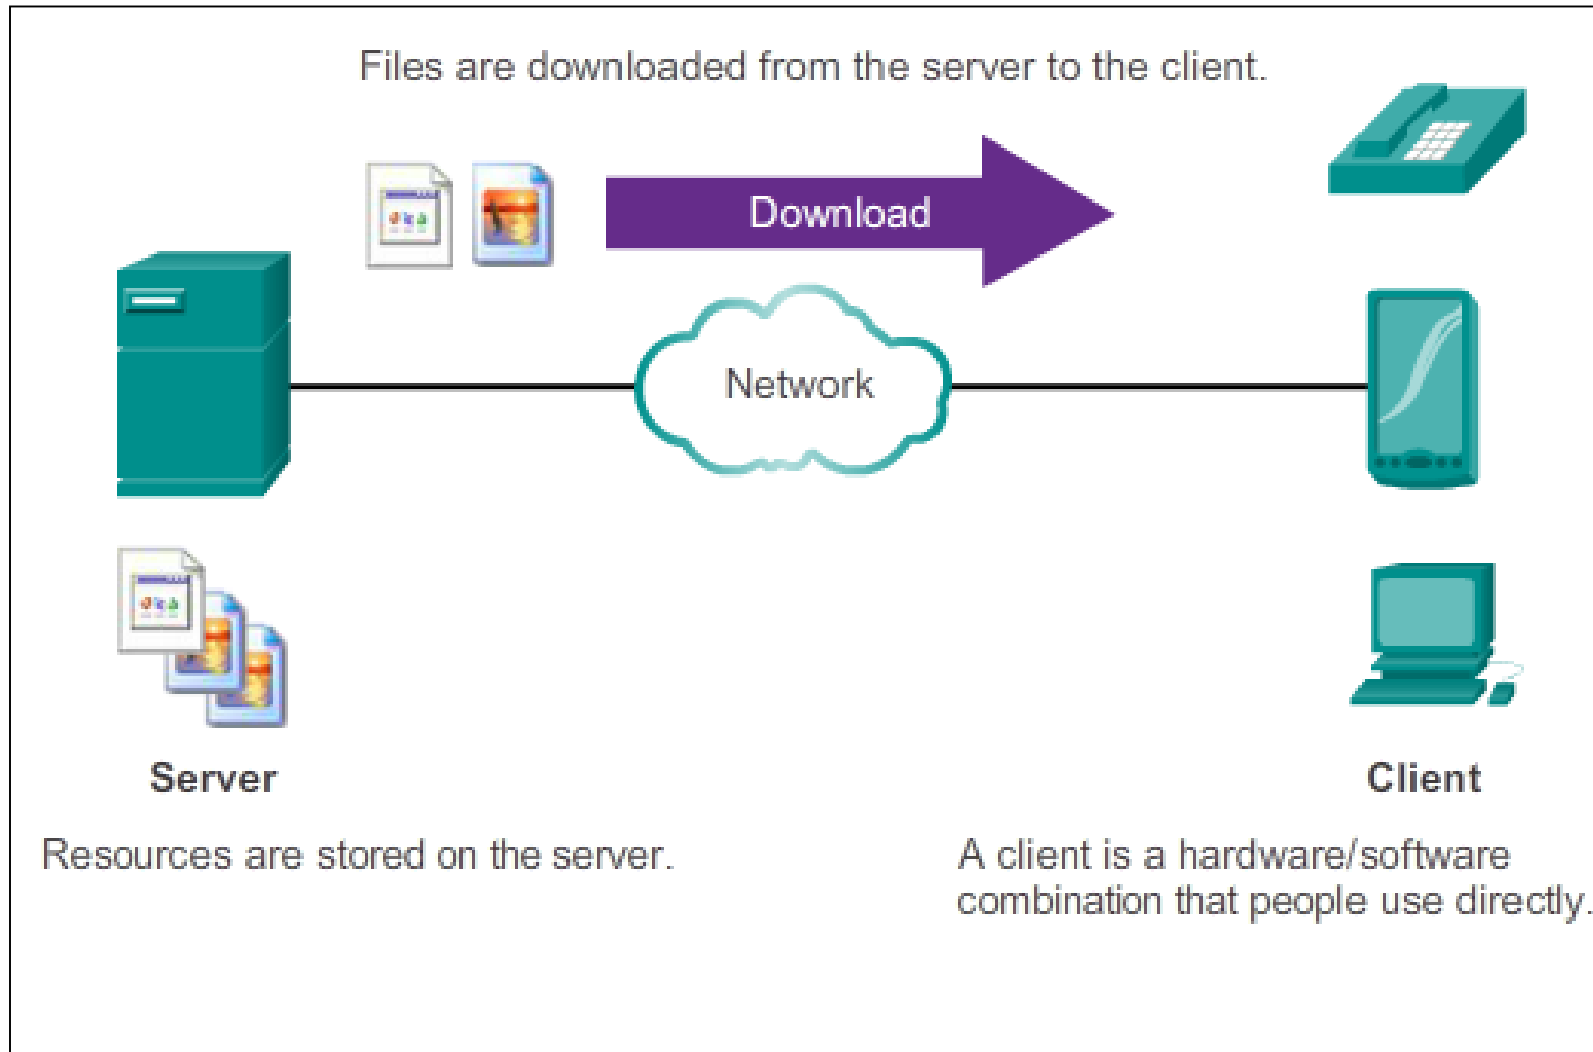 Files are downloaded from the server to the client.
Download
Network
Server
Client
Resources are stored on the server.
A client is a hardware/software
combination that people use directly.